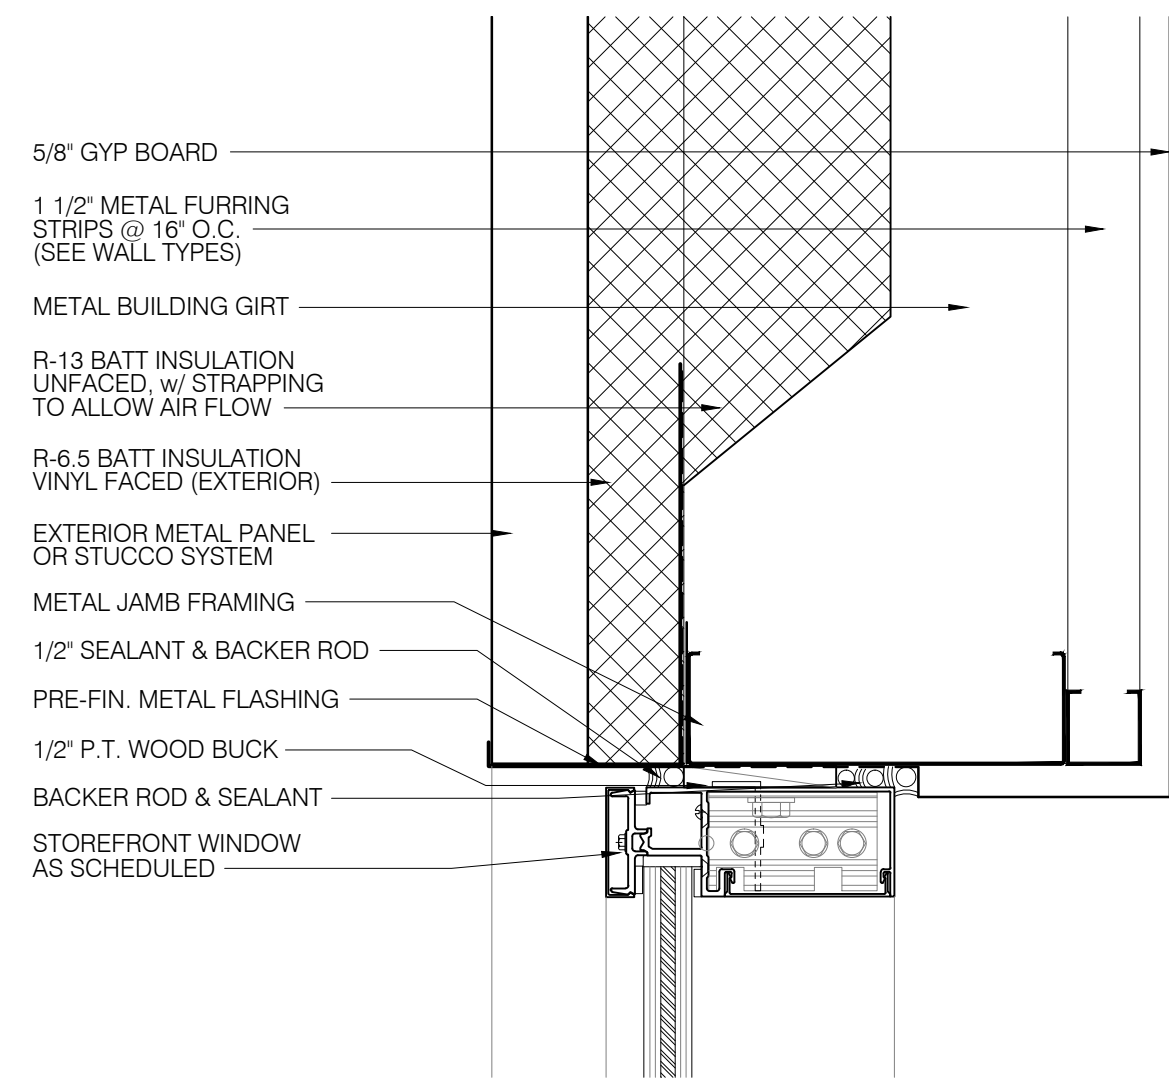 5/8" GYP BOARD
1 1/2" METAL FURRING
STRIPS @ 16" O.C.
(SEE WALL TYPES)
METAL BUILDING GIRT
R-13 BATT INSULATION
UNFACED, w/ STRAPPING
TO ALLOW AIR FLOW
R-6.5 BATT INSULATION
VINYL FACED (EXTERIOR)
EXTERIOR METAL PANEL
OR STUCCO SYSTEM
METAL JAMB FRAMING
1/2" SEALANT & BACKER ROD
PRE-FIN. METAL FLASHING
1/2" P.T. WOOD BUCK
BACKER ROD & SEALANT
STOREFRONT WINDOW
AS SCHEDULED